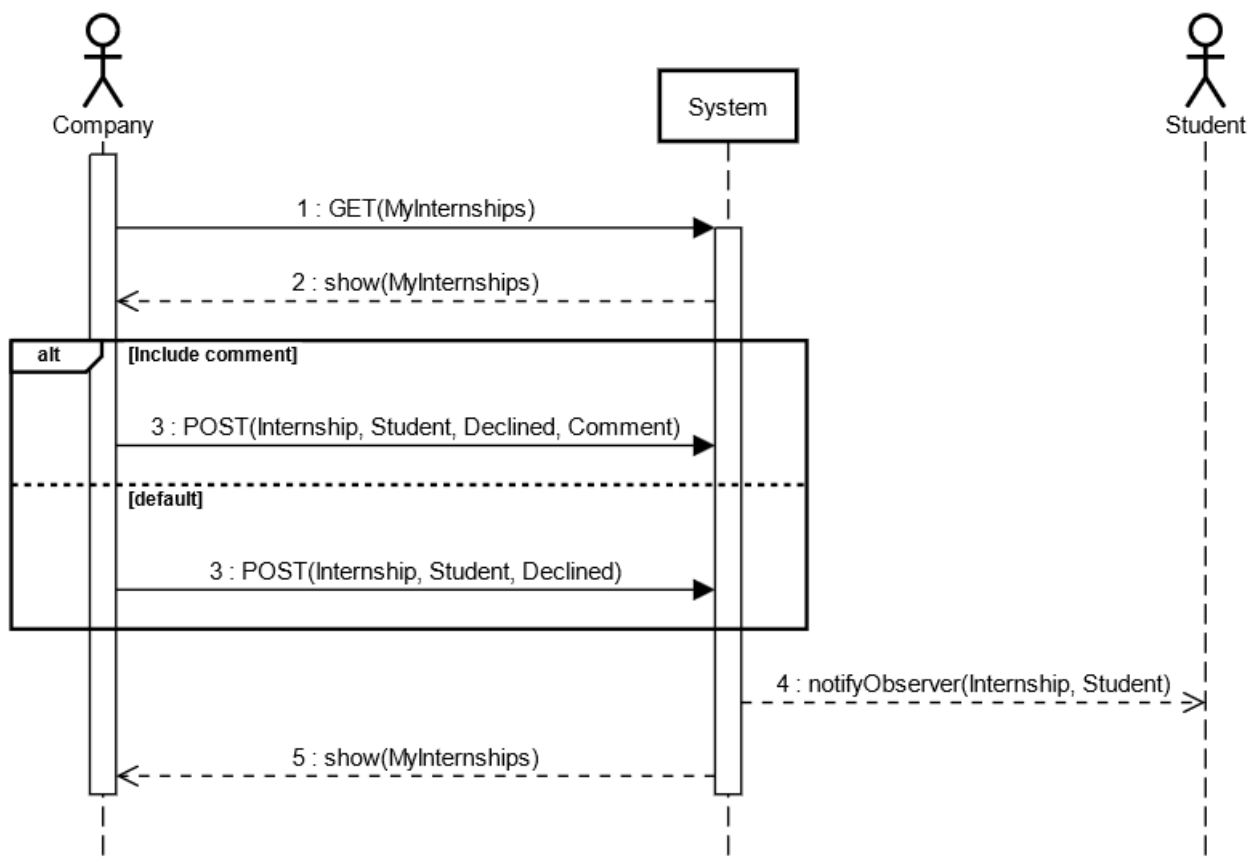 Company
System
Student
1 : GET(MyInternships)
2 : show(MyInternships)
alt
[Include comment]
3 : POST(Internship, Student, Declined, Comment)
[default]
3 : POST(Internship, Student, Declined)
4 : notifyObserver(Internship, Student)
5 : show(MyInternships)